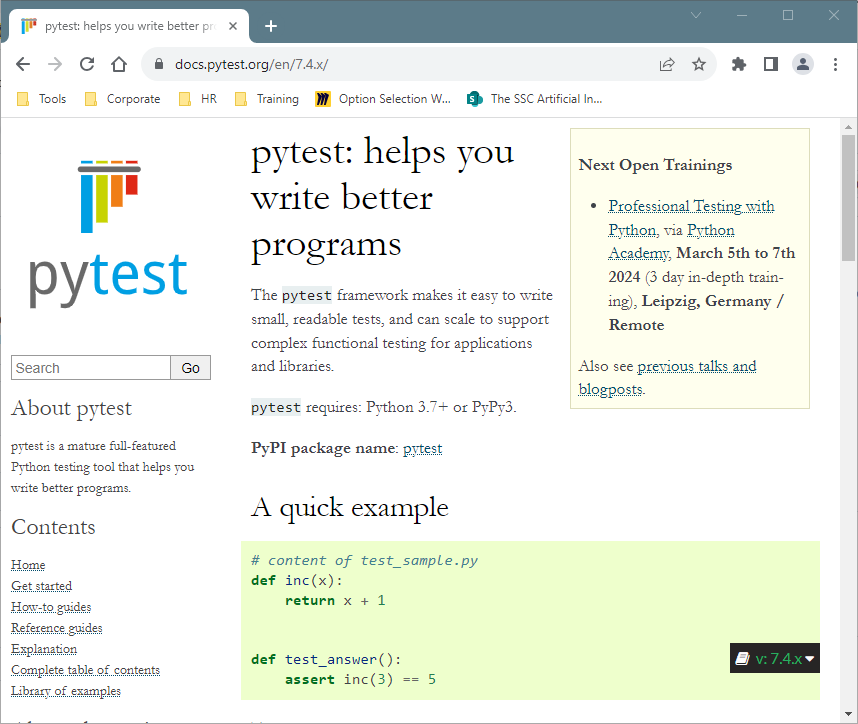 pytest: helps you write better pr
docs.pytest.org/en/7.4.x/
Tools
Corporate
HR
Training
Option Selection W...
The SSC Artificial In...
pytest
Search
Go
About pytest
pytest is a mature full-featured
Python testing tool that helps you
write better programs.
Contents
Home
Get started
How-to guides
Reference guides
Explanation
Complete table of contents
Library of examples
pytest: helps you
write better
programs
The pytest framework makes it easy to write
small, readable tests, and can scale to support
complex functional testing for applications
and libraries.
pytest requires: Python 3.7+ or PyPy3.
PyPI package name: pytest
Next Open Trainings
• Professional Testing with
Python, via Python
Academy, March 5th to 7th
2024 (3 day in-depth train-
ing), Leipzig, Germany /
Remote
Also see previous talks and
blogposts.
A quick example
# content of test_sample.py
def inc(x):
    return x + 1
def test_answer():
    assert inc(3) == 5
v: 7.4.x